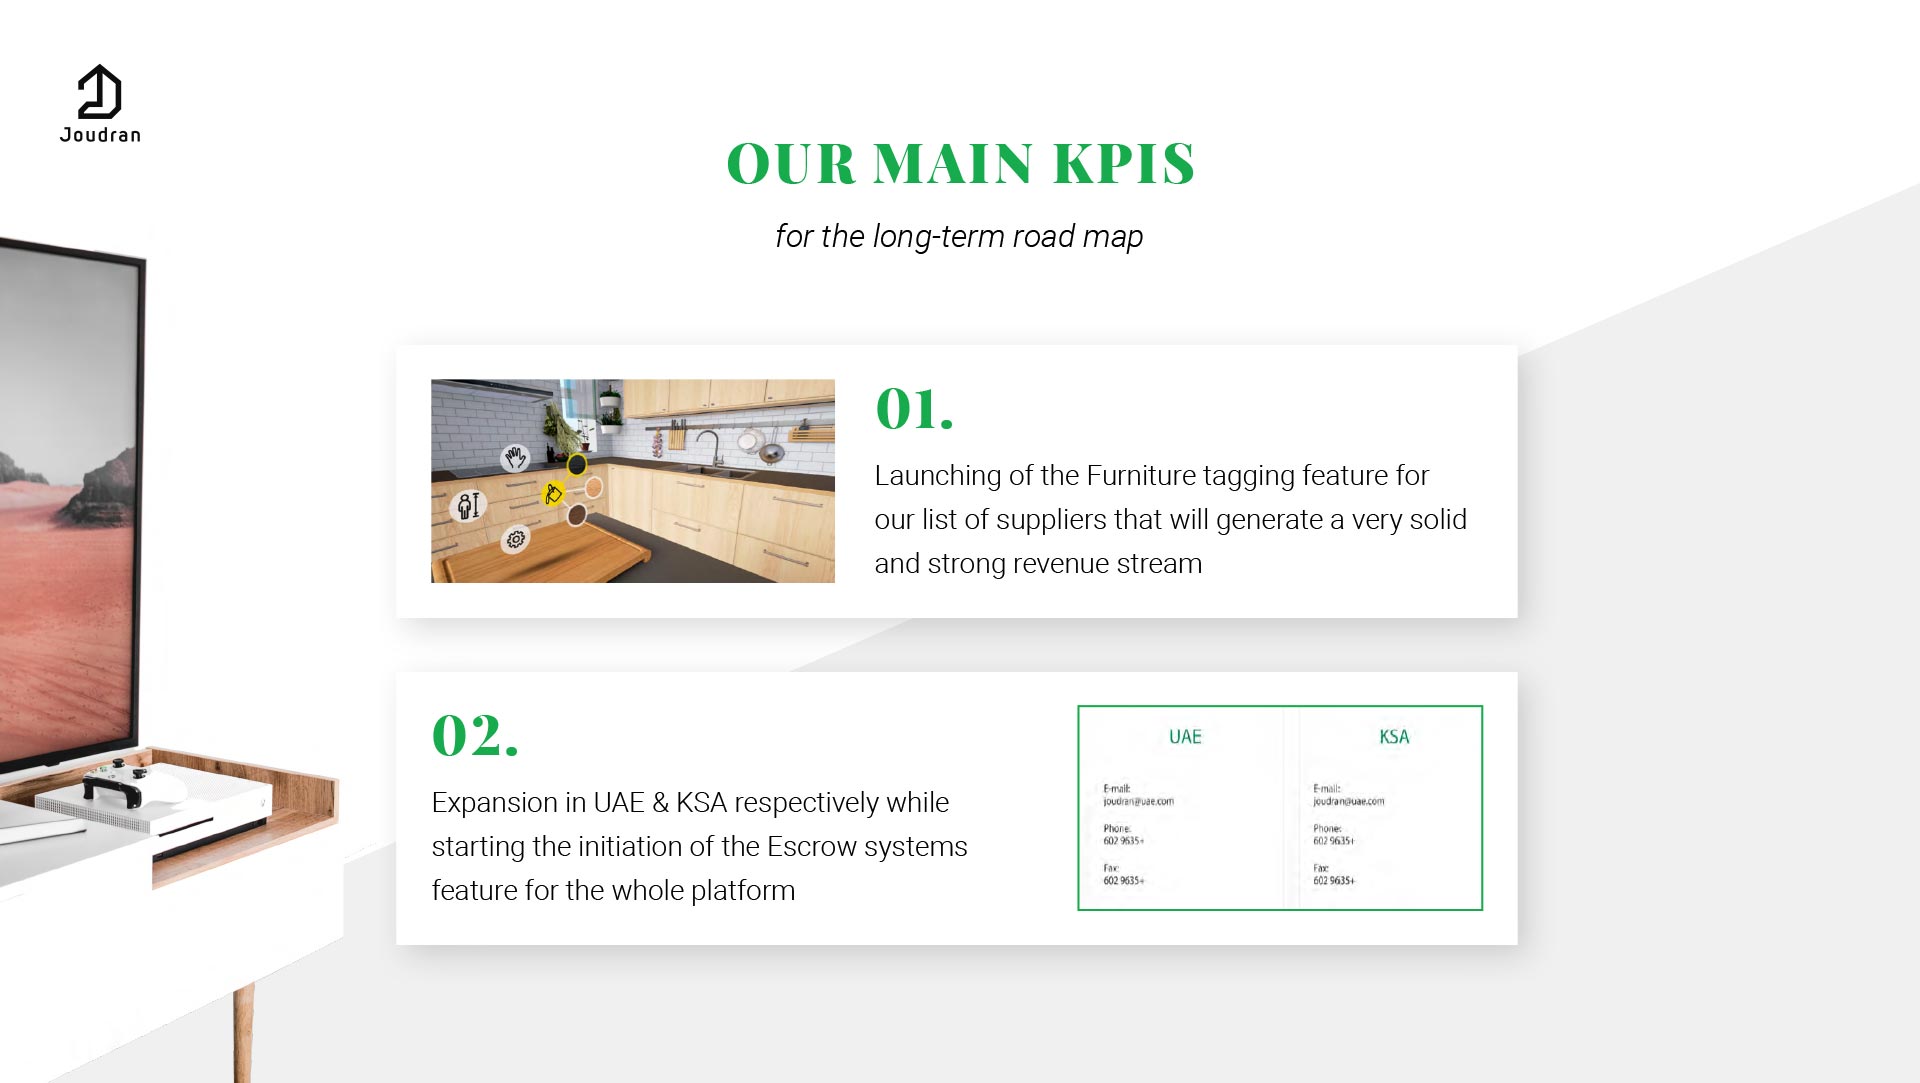 Joudran
OUR MAIN KPIS
for the long-term road map
01.
Launching of the Furniture tagging feature for
our list of suppliers that will generate a very solid
and strong revenue stream
02.
Expansion in UAE & KSA respectively while
starting the initiation of the Escrow systems
feature for the whole platform
UAE
E-mail:
joudran@uae.com
Phone:
602 9635+
Fax:
602 9635+
KSA
E-mail:
joudran@uae.com
Phone:
602 9635+
Fax:
602 9635+